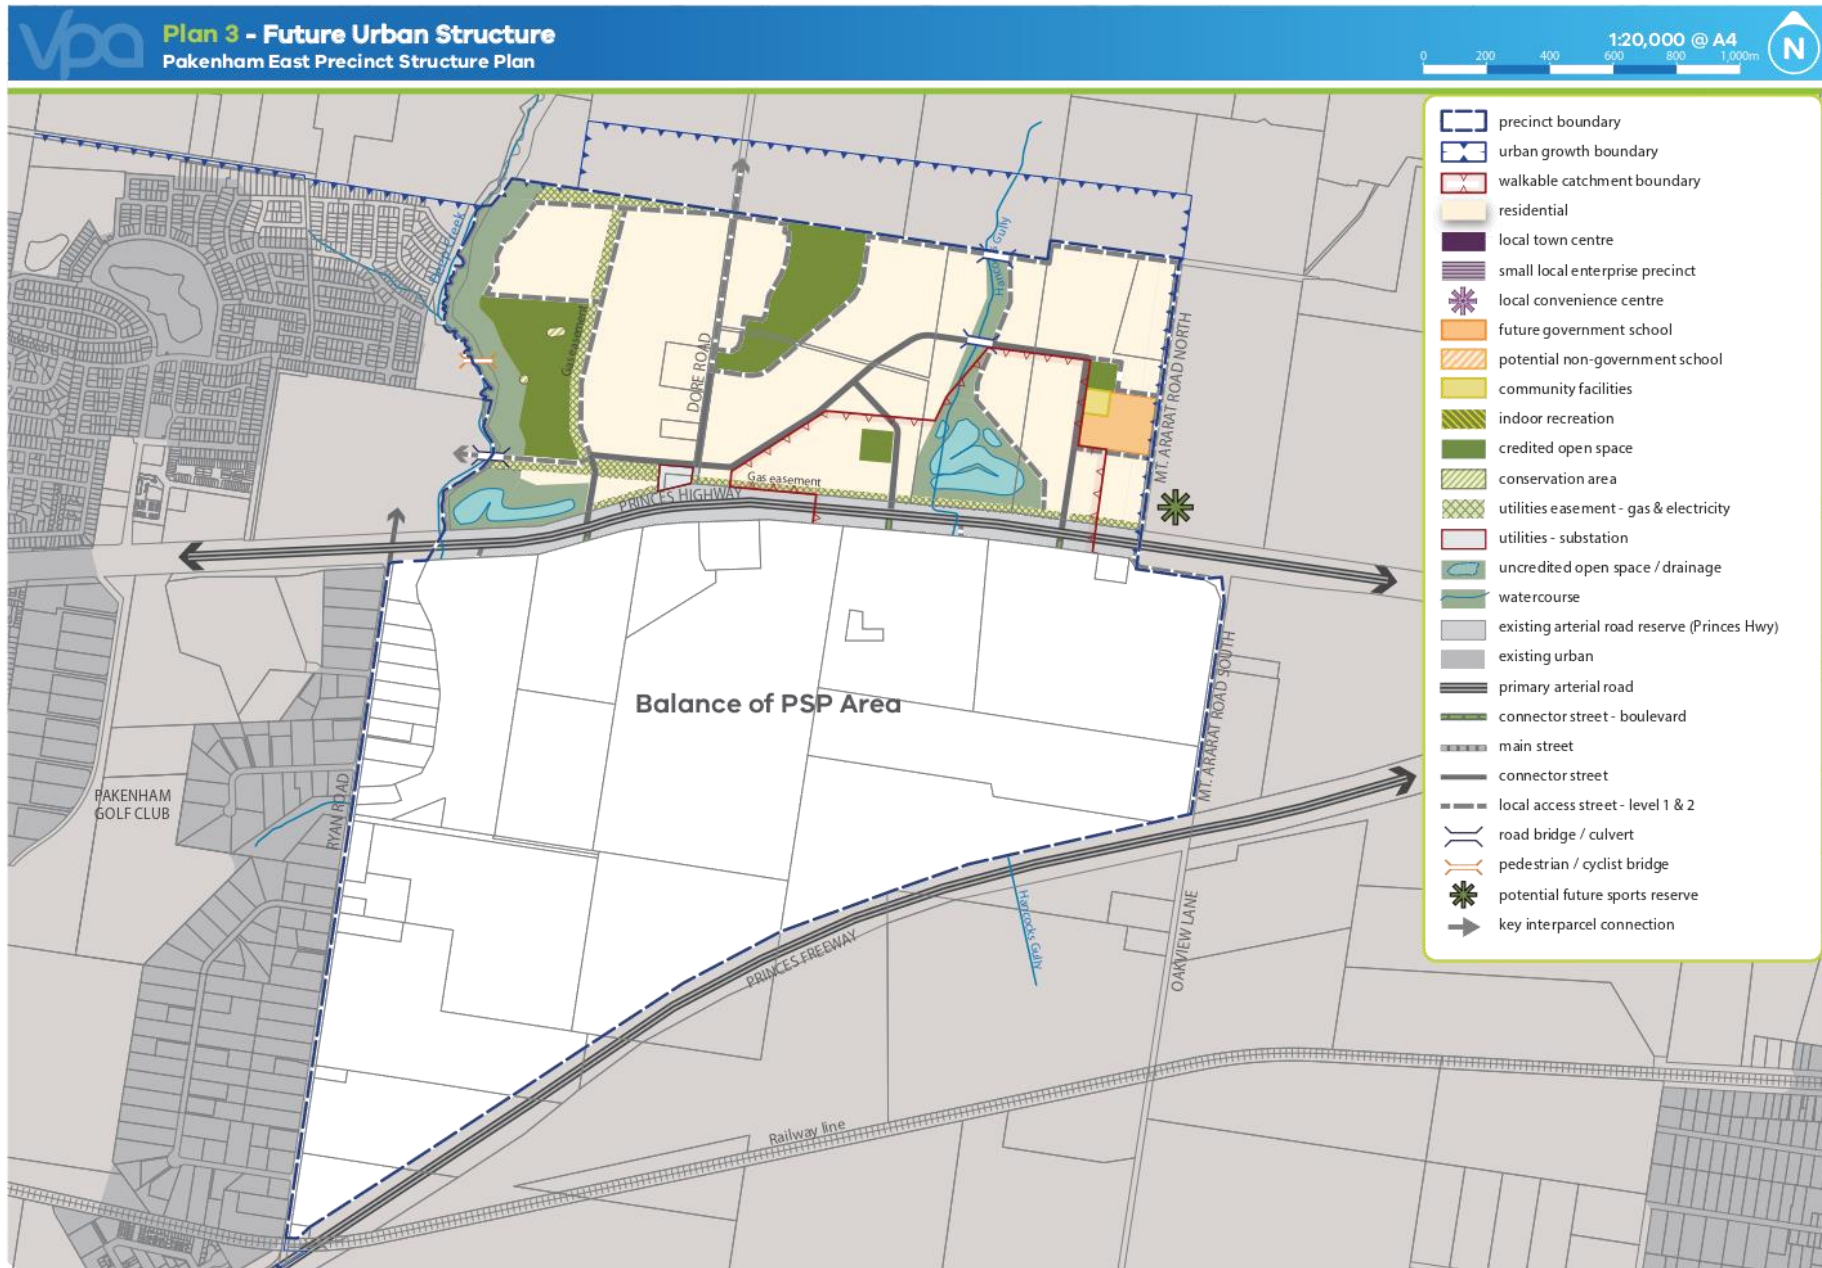 vpa
Plan 3 - Future Urban Structure
Pakenham East Precinct Structure Plan
1:20,000 @ A4
0 200 400 600 800 1,000m
N
precinct boundary
urban growth boundary
walkable catchment boundary
residential
local town centre
small local enterprise precinct
local convenience centre
future government school
potential non-government school
community facilities
indoor recreation
credited open space
conservation area
utilities easement - gas & electricity
utilities - substation
uncredited open space / drainage
watercourse
existing arterial road reserve (Princes Hwy)
existing urban
primary arterial road
connector street - boulevard
main street
connector street
local access street - level 1 & 2
road bridge / culvert
pedestrian / cyclist bridge
potential future sports reserve
key interparcel connection
Creek
Gully
Gas easement
DORE ROAD
MT. ARARAT ROAD NORTH
Gas easement
PRINCES HIGHWAY
Balance of PSP Area
MT. ARARAT ROAD SOUTH
PAKENHAM
GOLF CLUB
RYAN ROAD
PRINCES FREEWAY
Hancocks Gully
OAKVIEW LANE
Railway line